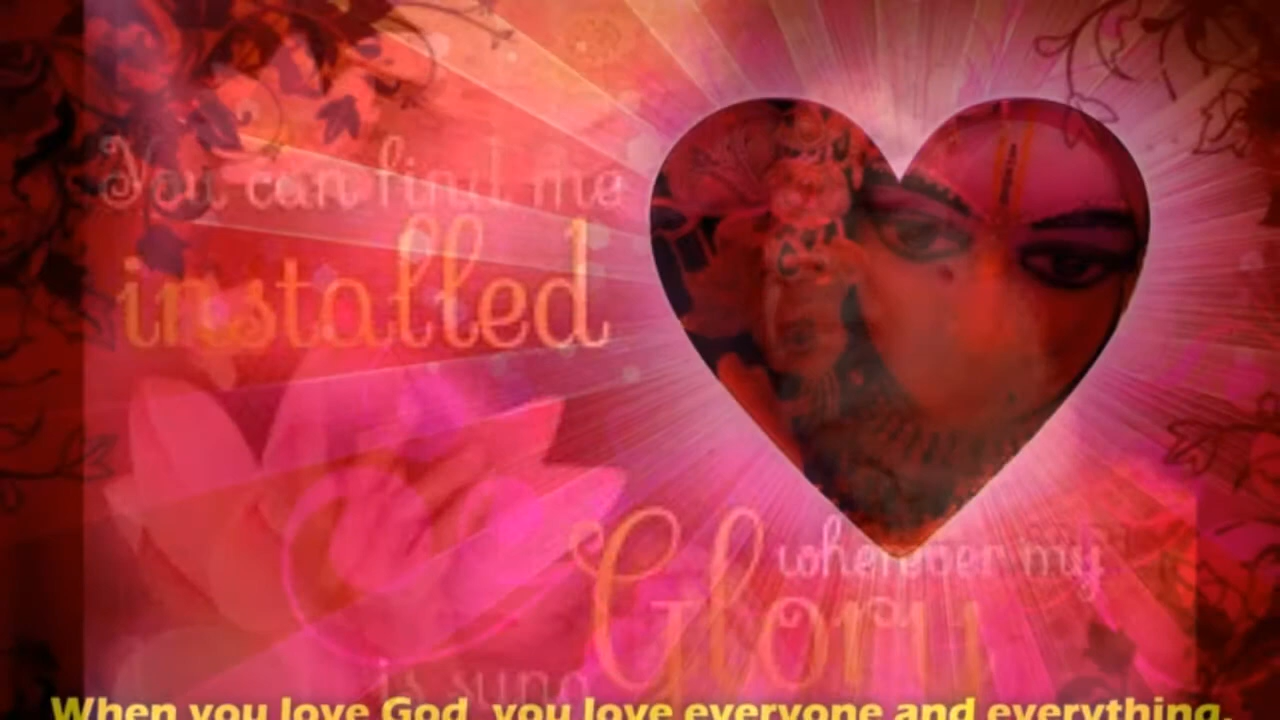 You can find me
installed
wherever my
Glory
is sung
When you love God, you love everyone and everything.